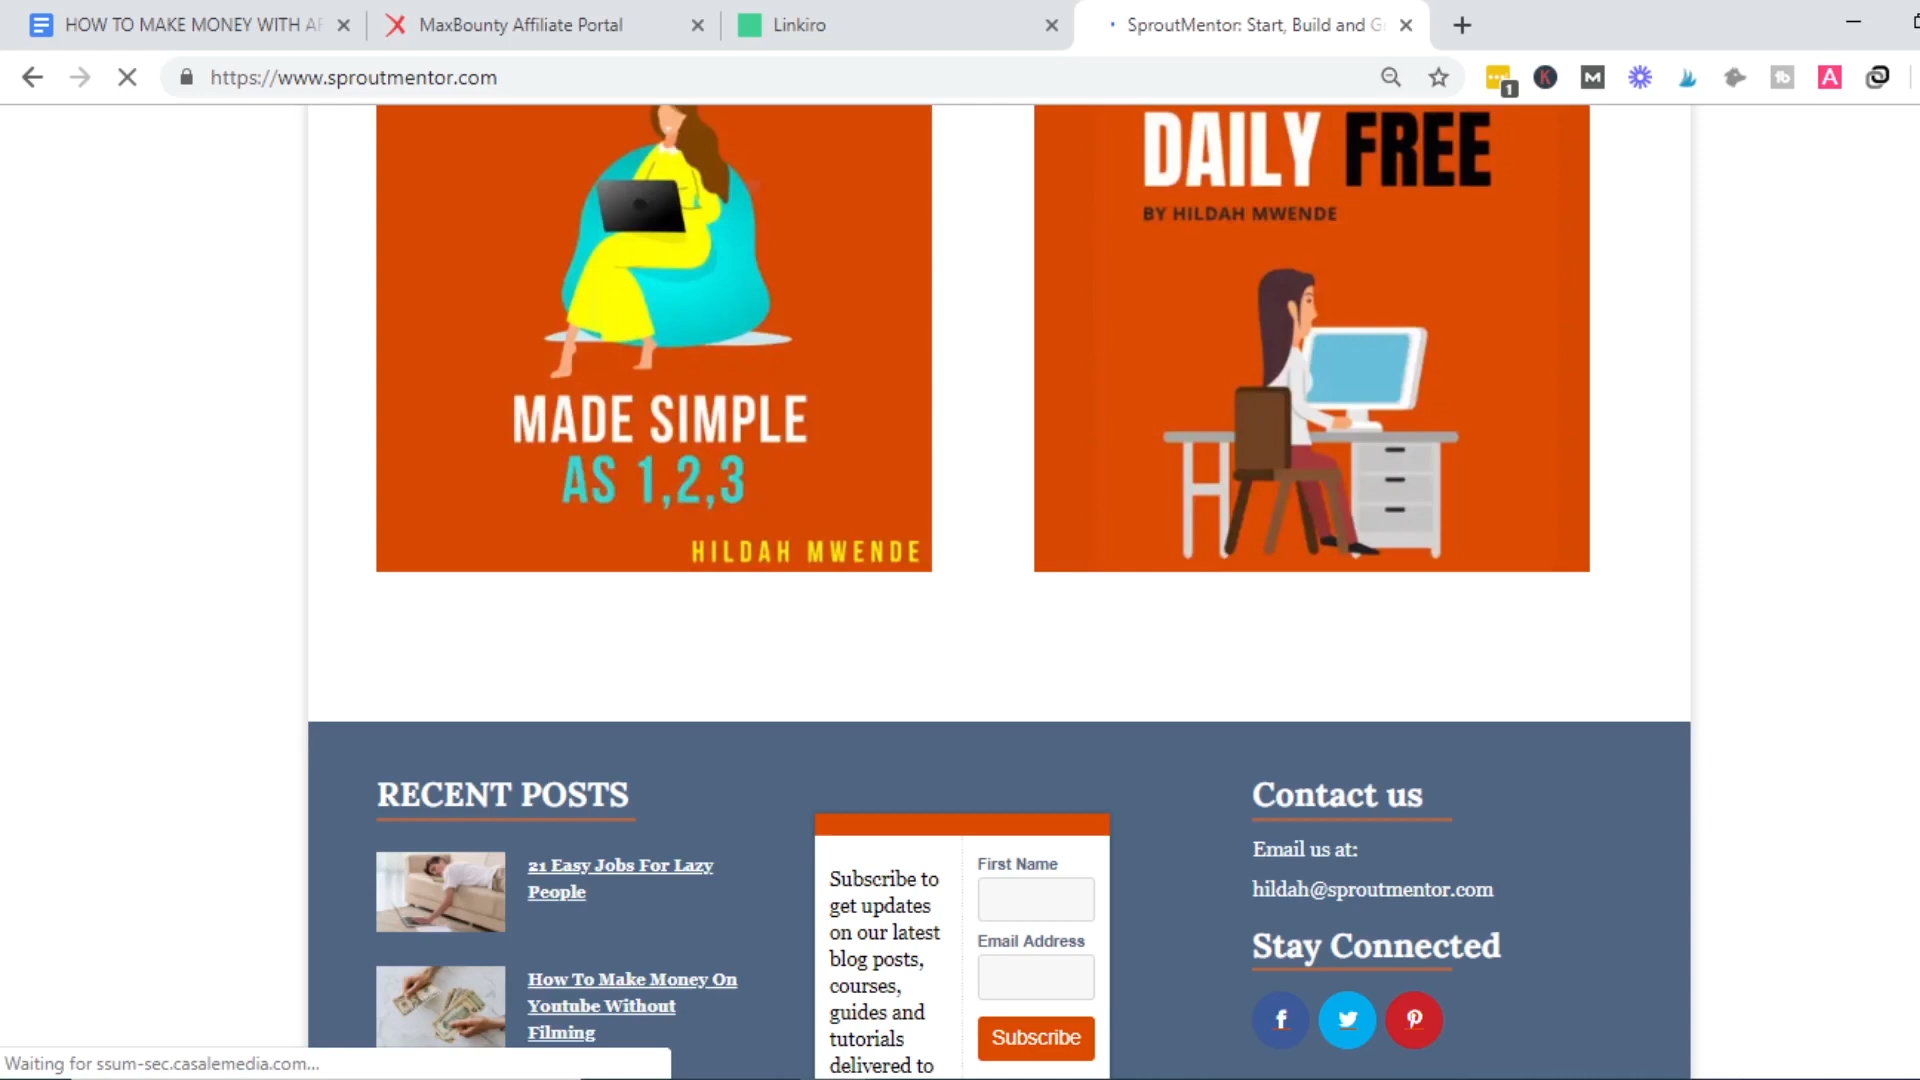 HOW TO MAKE MONEY WITH AF
MaxBounty Affiliate Portal
Linkiro
SproutMentor: Start, Build and Gr
https://www.sproutmentor.com
1
K
M
A
DAILY FREE
BY HILDAH MWENDE
MADE SIMPLE
AS 1,2,3
HILDAH MWENDE
RECENT POSTS
21 Easy Jobs For Lazy
People
How To Make Money On
Youtube Without
Filming
Subscribe to
get updates
on our latest
blog posts,
courses,
guides and
tutorials
delivered to
First Name
Email Address
Subscribe
Contact us
Email us at:
hildah@sproutmentor.com
Stay Connected
Waiting for ssum-sec.casalemedia.com...